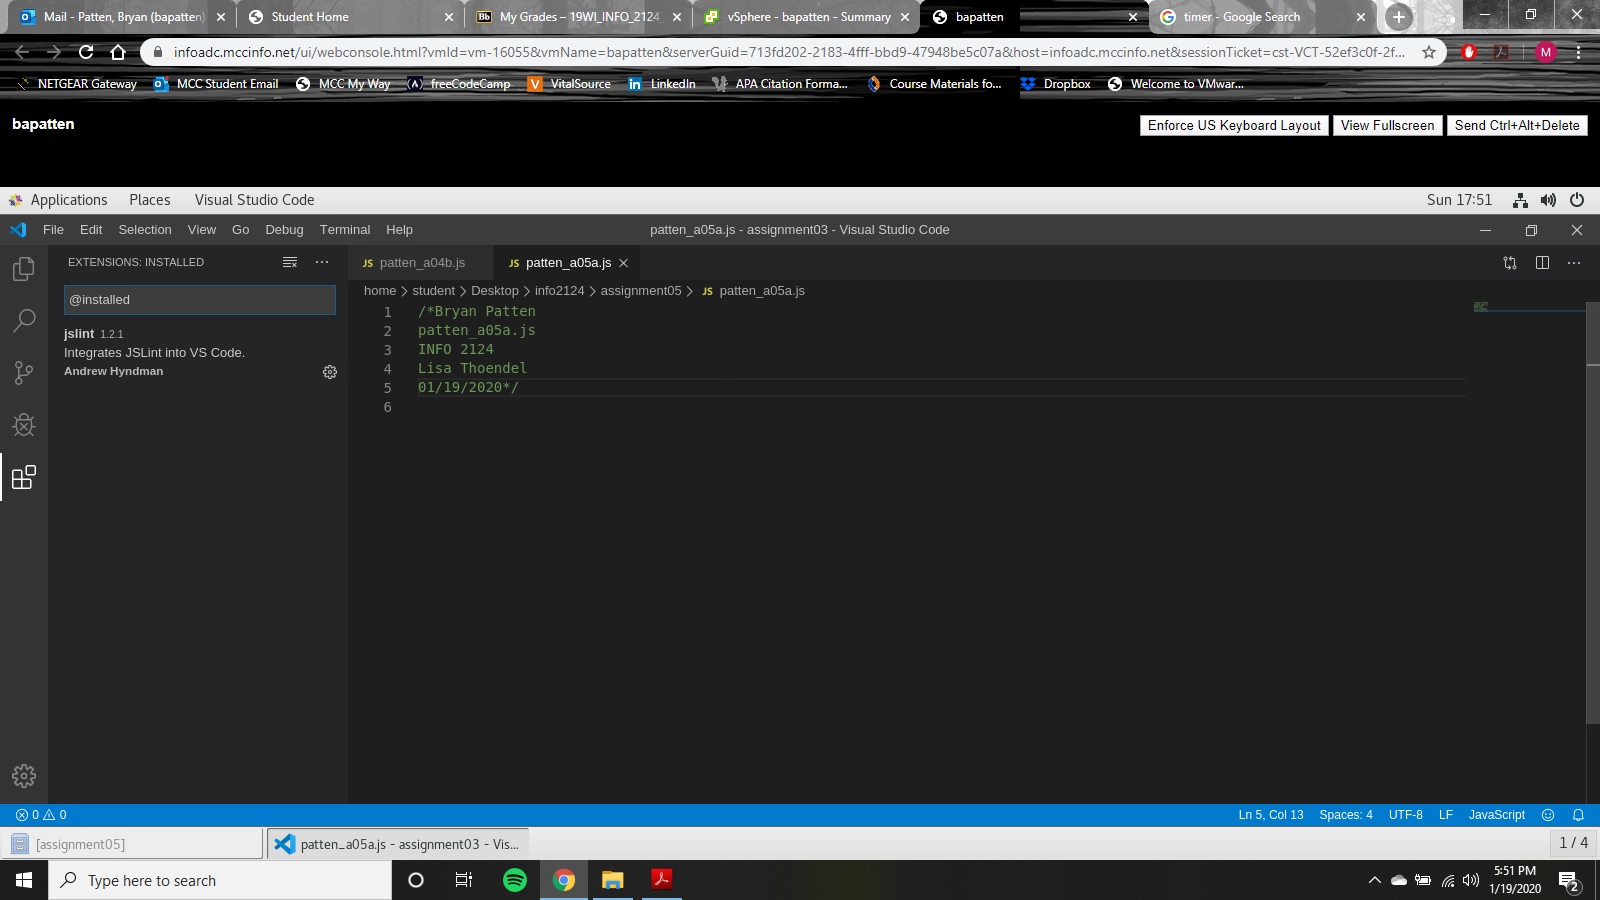 Mail - Patten, Bryan (bapatten)
Student Home
My Grades – 19WI_INFO_2124_
vSphere - bapatten - Summary
bapatten
timer - Google Search
infoadc.mccinfo.net/ui/webconsole.html?vmId=vm-16055&vmName=bapatten&serverGuid=713fd202-2183-4fff-bbd9-47948be5c07a&host=infoadc.mccinfo.net&sessionTicket=cst-VCT-52ef3c0f-2f...
M
NETGEAR Gateway
MCC Student Email
MCC My Way
freeCodeCamp
VitalSource
LinkedIn
APA Citation Forma...
Course Materials fo...
Dropbox
Welcome to VMwar...
bapatten
Enforce US Keyboard Layout
View Fullscreen
Send Ctrl+Alt+Delete
Applications
Places
Visual Studio Code
Sun 17:51
File Edit Selection View Go Debug Terminal Help
patten_a05a.js - assignment03 - Visual Studio Code
EXTENSIONS: INSTALLED
JS patten_a04b.js
JS patten_a05a.js
@installed
home > student > Desktop > info2124 > assignment05 > JS patten_a05a.js
jslint 1.2.1
Integrates JSLint into VS Code.
Andrew Hyndman
1 /*Bryan Patten
2 patten_a05a.js
3 INFO 2124
4 Lisa Thoendel
5 01/19/2020*/
6
0 0
Ln 5, Col 13
Spaces: 4
UTF-8
LF
JavaScript
[assignment05]
patten_a05a.js - assignment03 - Vis...
1 / 4
Type here to search
5:51 PM
1/19/2020
2